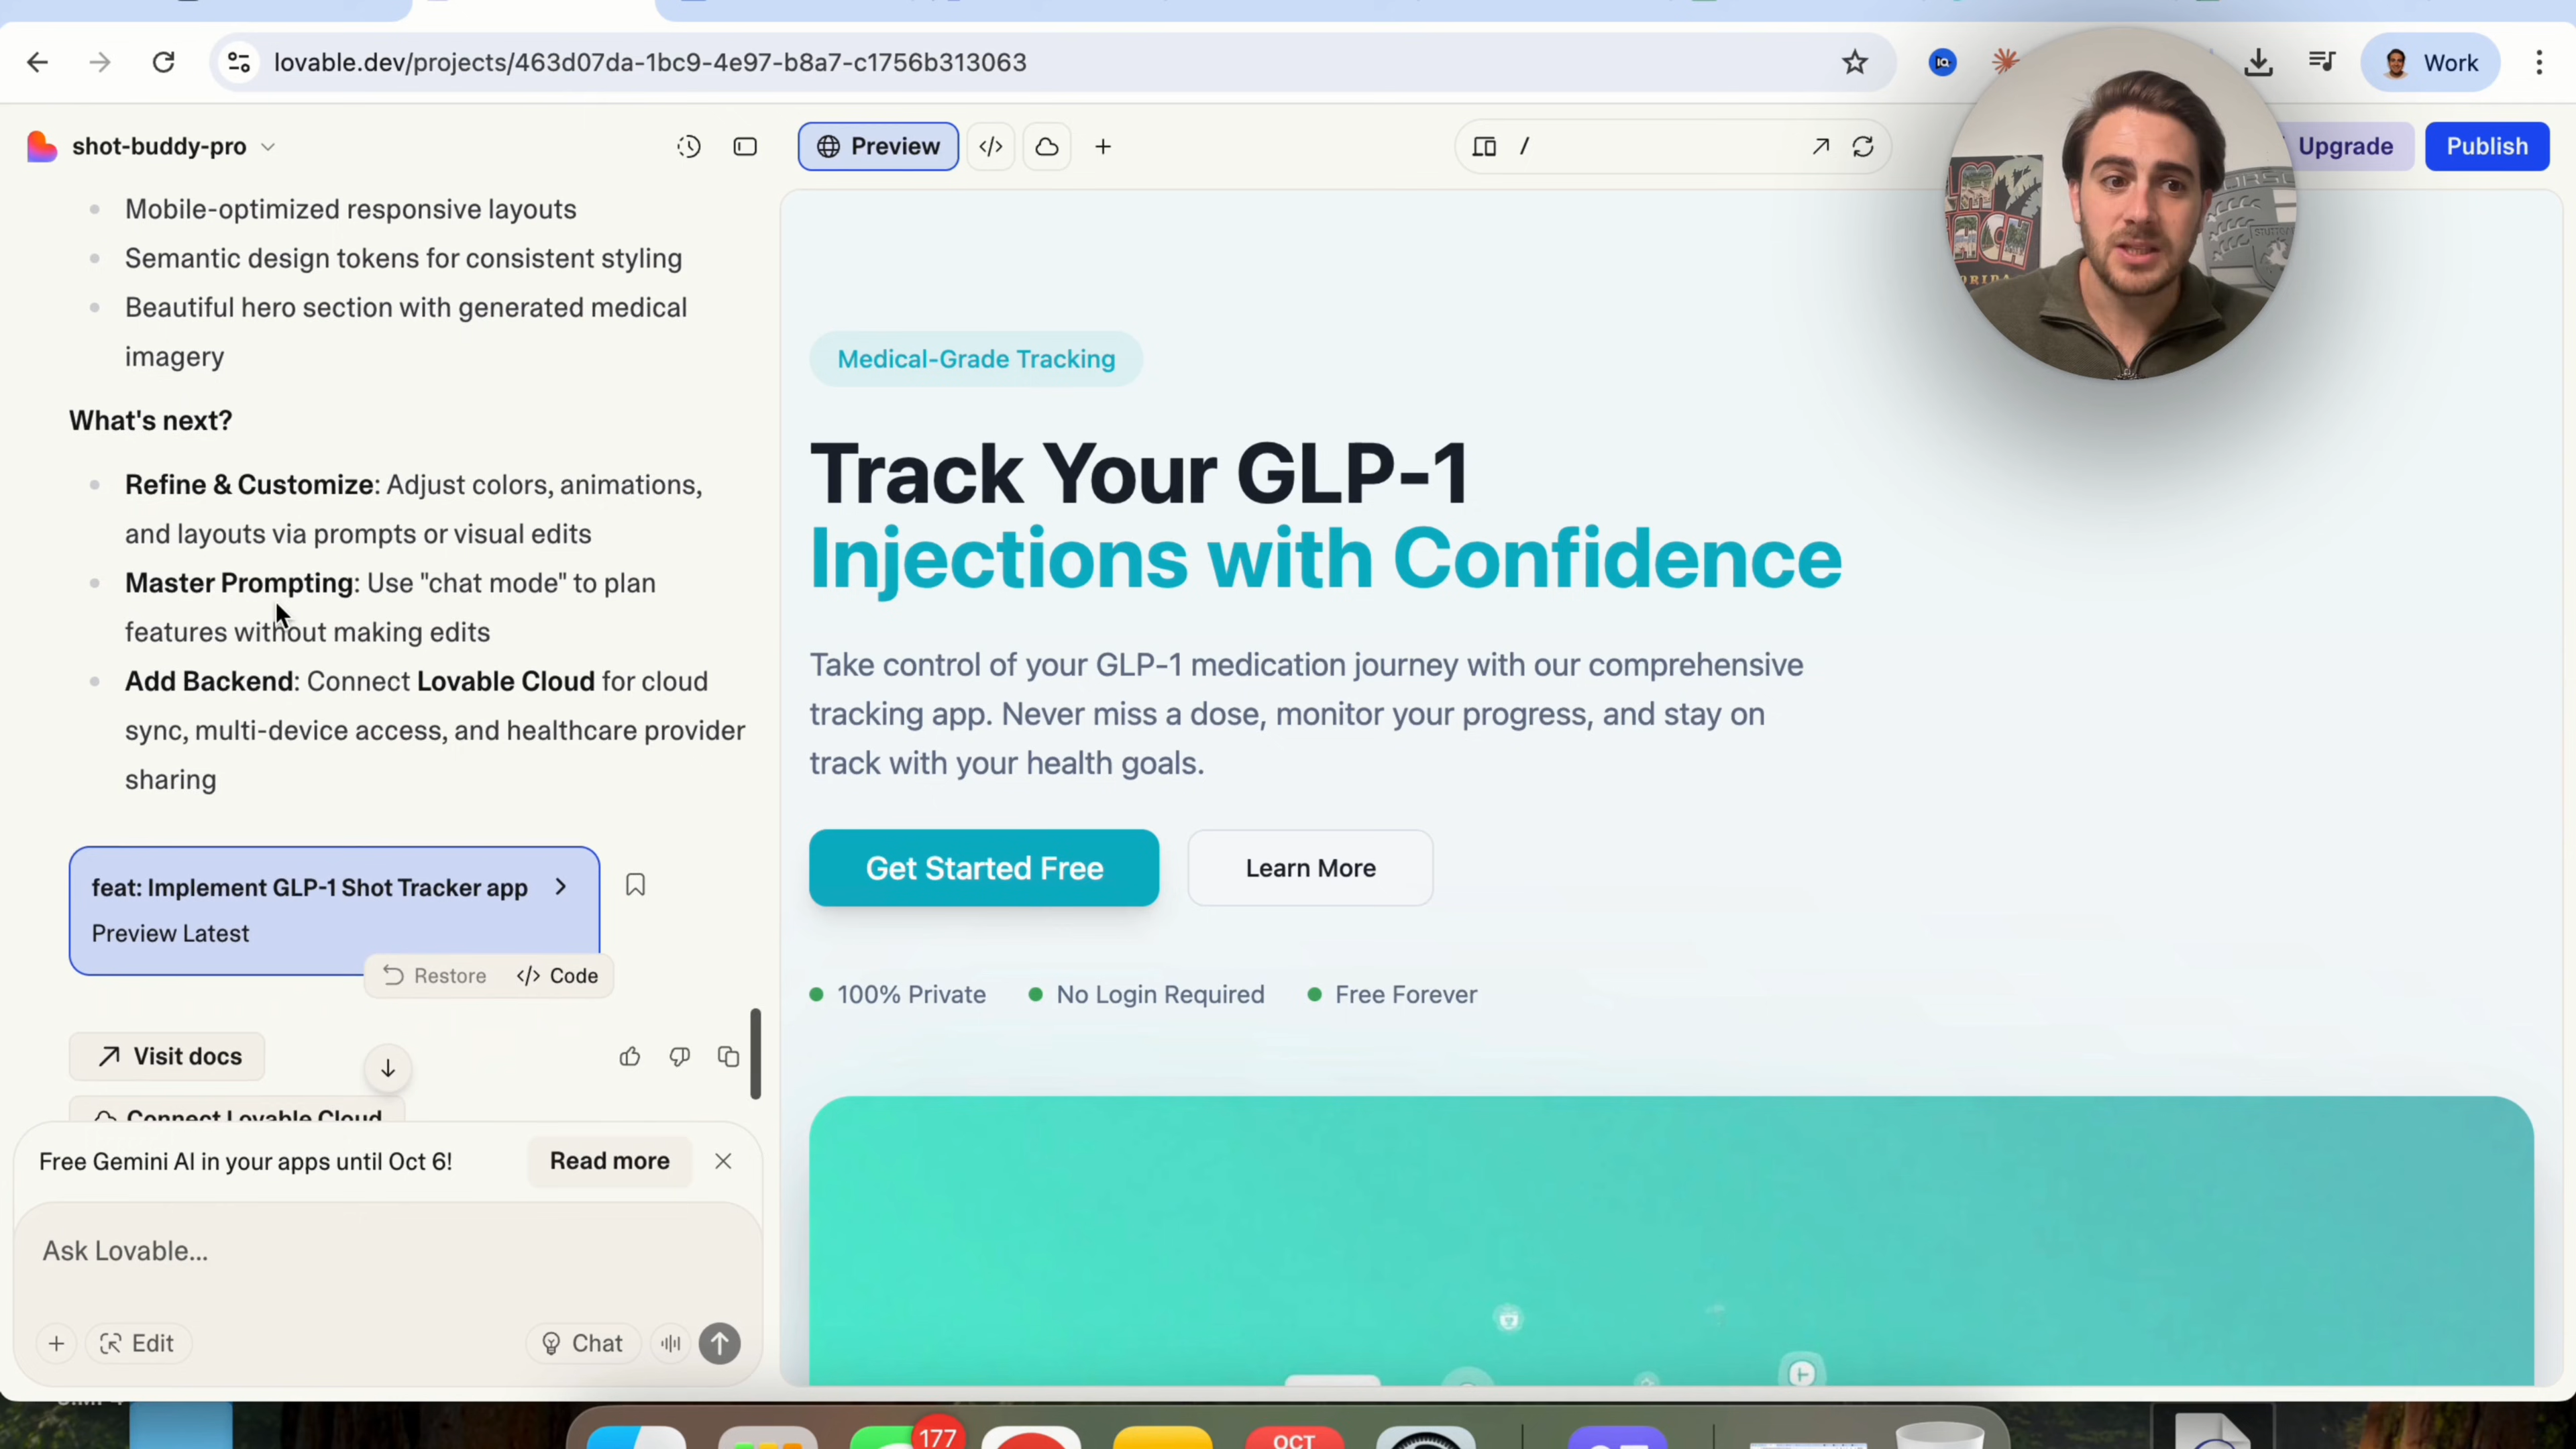 lovable.dev/projects/463d07da-1bc9-4e97-b8a7-c1756b313063
Work
shot-buddy-pro
Preview
/
Upgrade
Publish
Mobile-optimized responsive layouts
Semantic design tokens for consistent styling
Beautiful hero section with generated medical
imagery
What's next?
Refine & Customize: Adjust colors, animations,
and layouts via prompts or visual edits
Master Prompting: Use "chat mode" to plan
features without making edits
Add Backend: Connect Lovable Cloud for cloud
sync, multi-device access, and healthcare provider
sharing
feat: Implement GLP-1 Shot Tracker app
Preview Latest
Restore
Code
Visit docs
Connect Lovable Cloud
Free Gemini AI in your apps until Oct 6!
Read more
Ask Lovable...
Edit
Chat
Medical-Grade Tracking
Track Your GLP-1
Injections with Confidence
Take control of your GLP-1 medication journey with our comprehensive
tracking app. Never miss a dose, monitor your progress, and stay on
track with your health goals.
Get Started Free
Learn More
100% Private
No Login Required
Free Forever
177
OCT